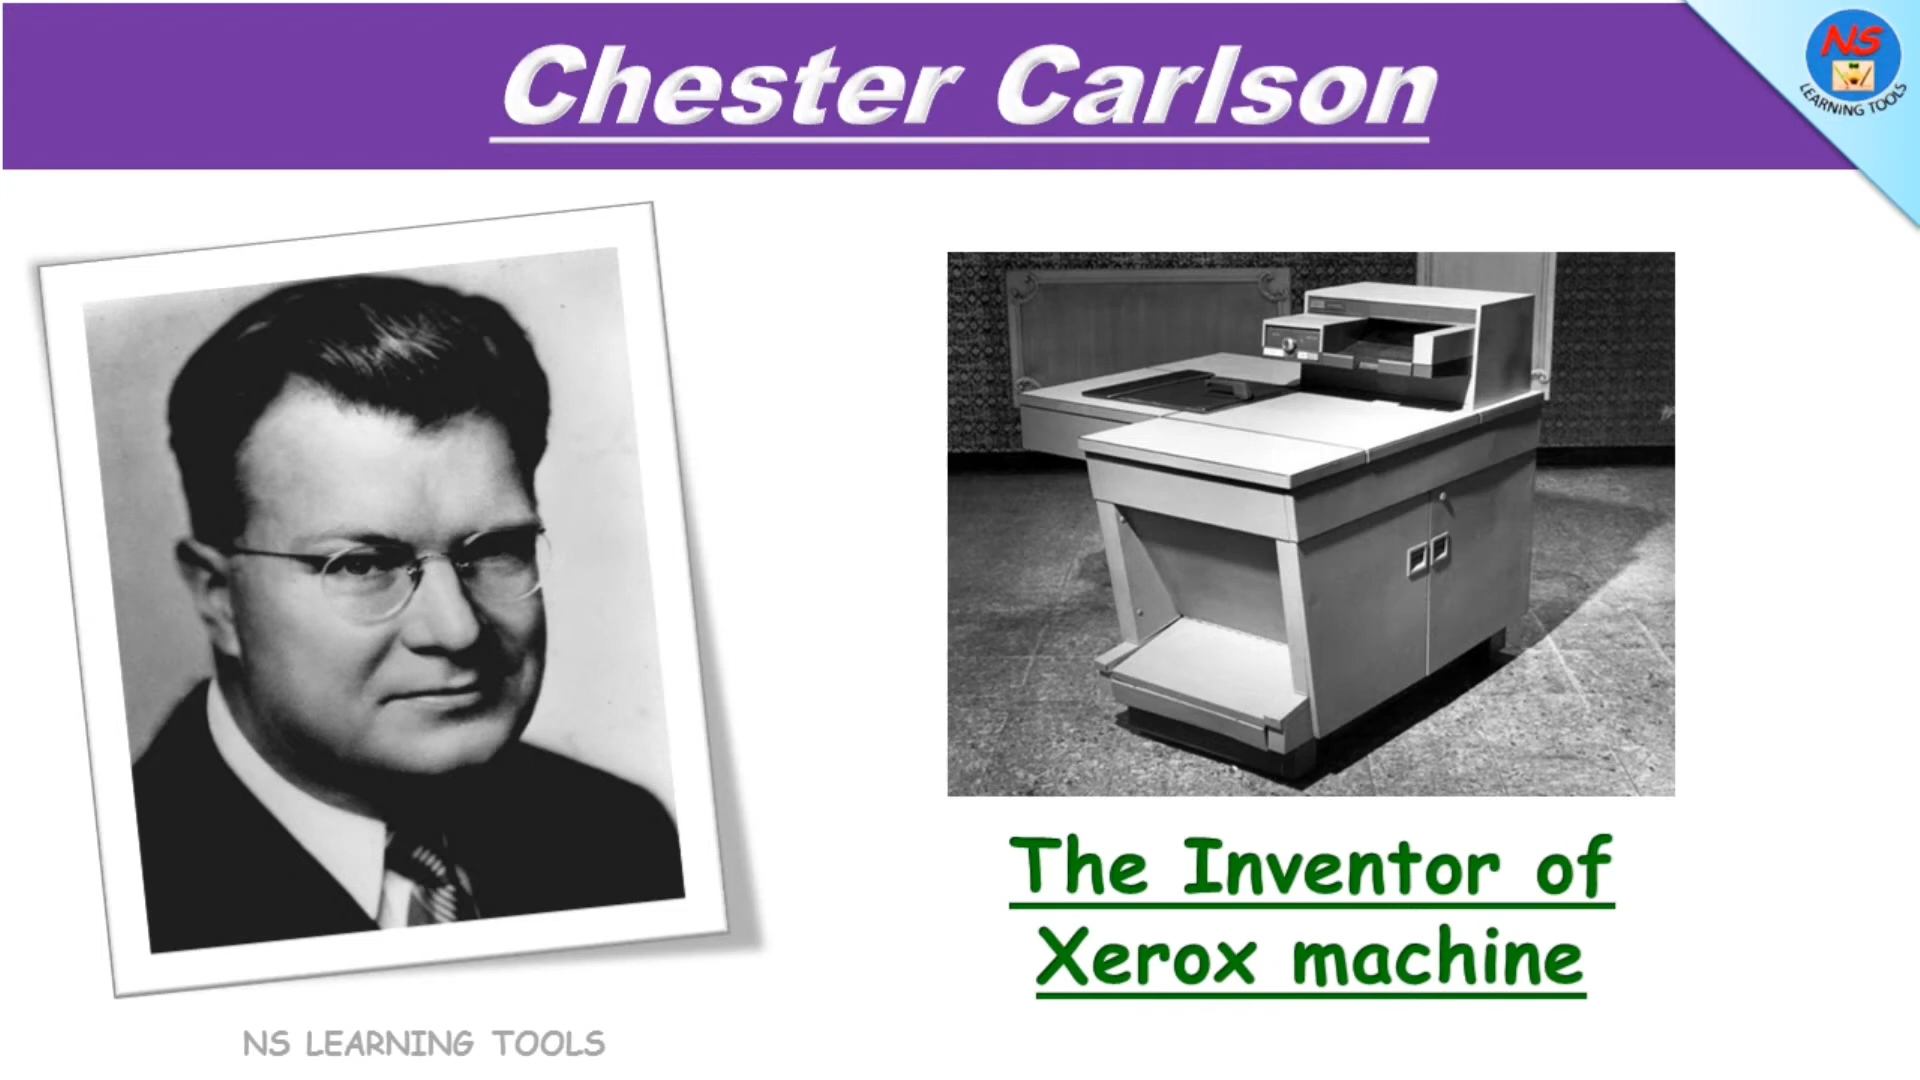 Chester Carlson
NS
LEARNING TOOLS
The Inventor of
Xerox machine
NS LEARNING TOOLS